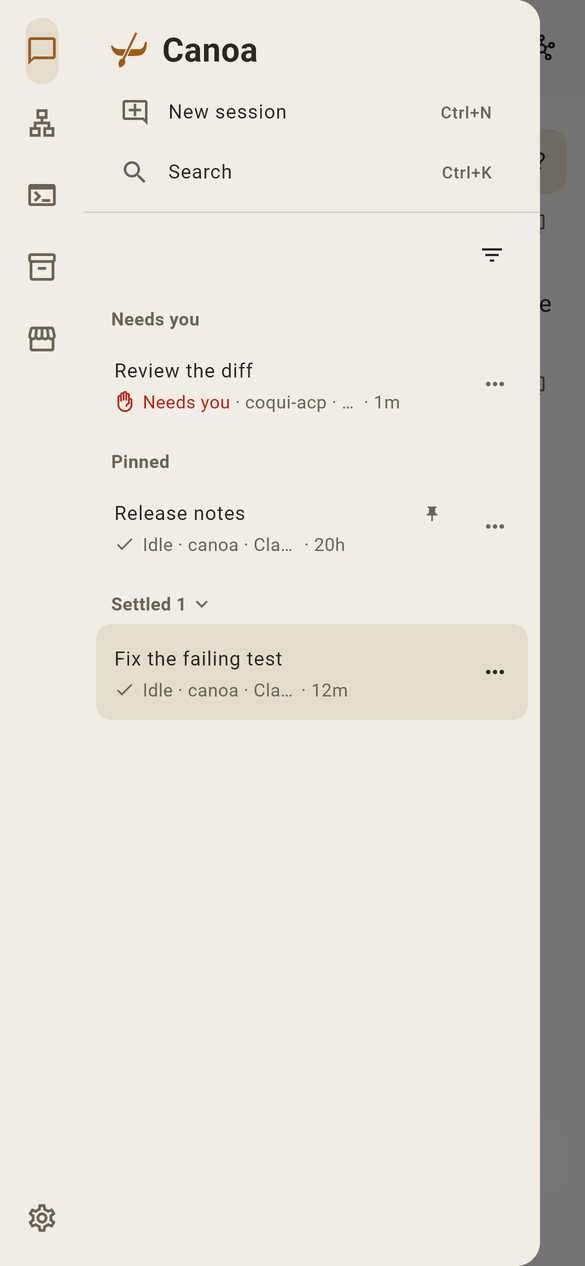 Canoa
New session Ctrl+N
Search Ctrl+K
Needs you
Review the diff
Needs you · coqui-acp · … · 1m
Pinned
Release notes
Idle · canoa · Cla… · 20h
Settled 1
Fix the failing test
Idle · canoa · Cla… · 12m
?
e